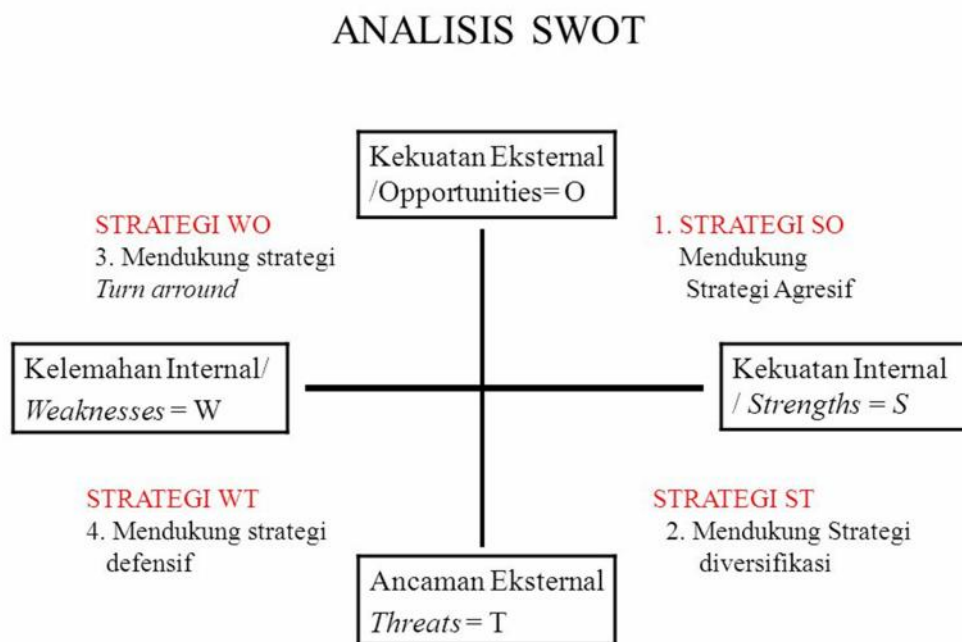 ANALISIS SWOT
Kekuatan Eksternal
/Opportunities= O
STRATEGI WO
3. Mendukung strategi
Turn arround
1. STRATEGI SO
Mendukung
Strategi Agresif
Kelemahan Internal/
Weaknesses = W
Kekuatan Internal
/ Strengths = S
STRATEGI WT
4. Mendukung strategi
defensif
STRATEGI ST
2. Mendukung Strategi
diversifikasi
Ancaman Eksternal
Threats = T